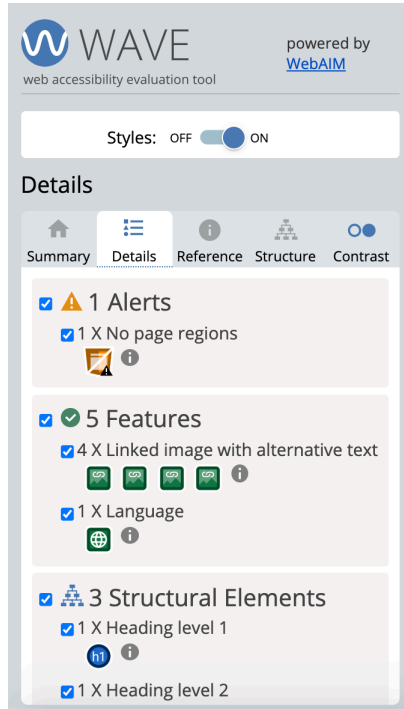 WAVE
web accessibility evaluation tool
powered by
WebAIM
Styles: OFF ON
Details
Summary Details Reference Structure Contrast
1 Alerts
1 X No page regions
5 Features
4 X Linked image with alternative text
1 X Language
3 Structural Elements
1 X Heading level 1
h1
1 X Heading level 2